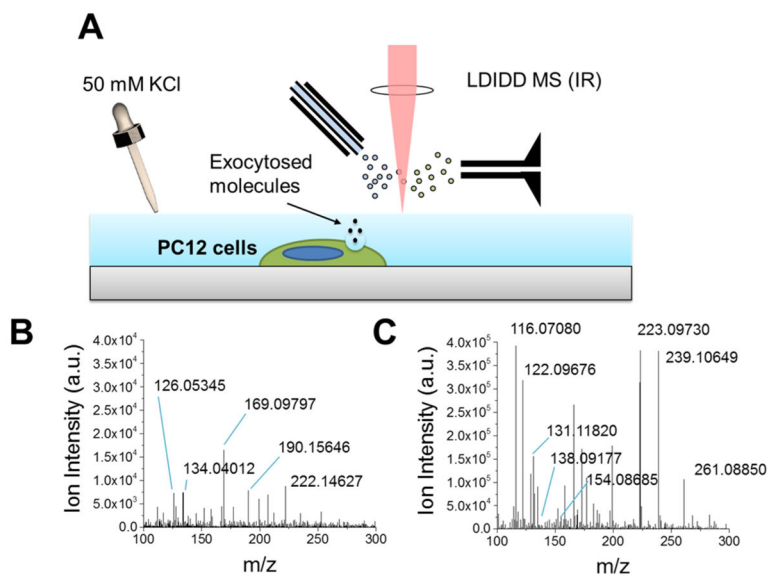 A
50 mM KCl
LDIDD MS (IR)
Exocytosed
molecules
PC12 cells
B
Ion Intensity (a.u.)
4.0x10⁴
3.5x10⁴
3.0x10⁴
2.5x10⁴
2.0x10⁴
1.5x10⁴
1.0x10⁴
5.0x10³
0.0
126.05345
169.09797
134.04012
190.15646
222.14627
100
150
200
250
300
m/z
C
Ion Intensity (a.u.)
4.0x10⁵
3.5x10⁵
3.0x10⁵
2.5x10⁵
2.0x10⁵
1.5x10⁵
1.0x10⁵
5.0x10⁴
0.0
116.07080
223.09730
122.09676
239.10649
131.11820
138.09177
154.08685
261.08850
100
150
200
250
300
m/z